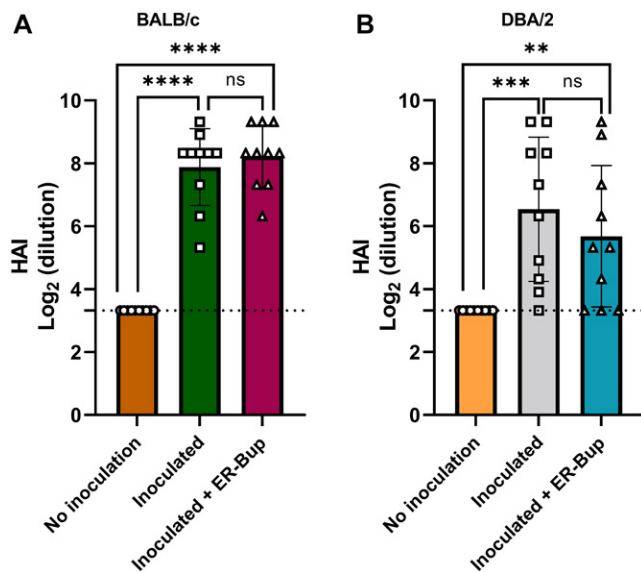 A
BALB/c
****
****
ns
10
8
6
4
2
0
HAI
Log₂ (dilution)
No inoculation
Inoculated
Inoculated + ER-Bup
B
DBA/2
**
***
ns
10
8
6
4
2
0
HAI
Log₂ (dilution)
No inoculation
Inoculated
Inoculated + ER-Bup